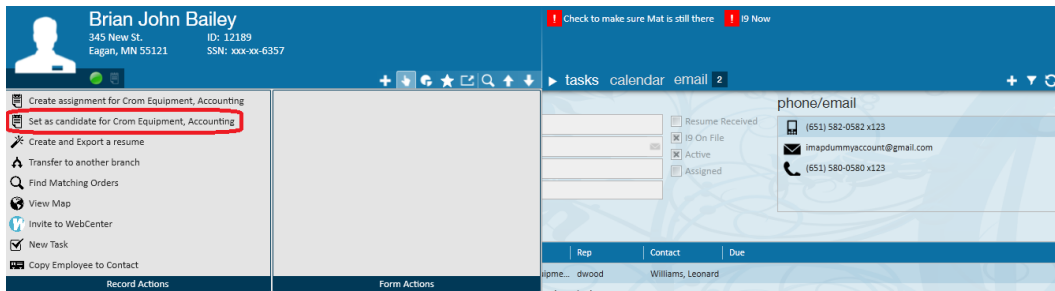 Brian John Bailey
345 New St. ID: 12189
Eagan, MN 55121 SSN: xxx-xx-6357
! Check to make sure Mat is still there ! I9 Now
tasks calendar email 2
Create assignment for Crom Equipment, Accounting
Set as candidate for Crom Equipment, Accounting
Create and Export a resume
Transfer to another branch
Find Matching Orders
View Map
Invite to WebCenter
New Task
Copy Employee to Contact
Record Actions Form Actions
Resume Received
I9 On File
Active
Assigned
phone/email
(651) 582-0582 x123
imapdummyaccount@gmail.com
(651) 580-0580 x123
Rep Contact Due
dwood Williams, Leonard